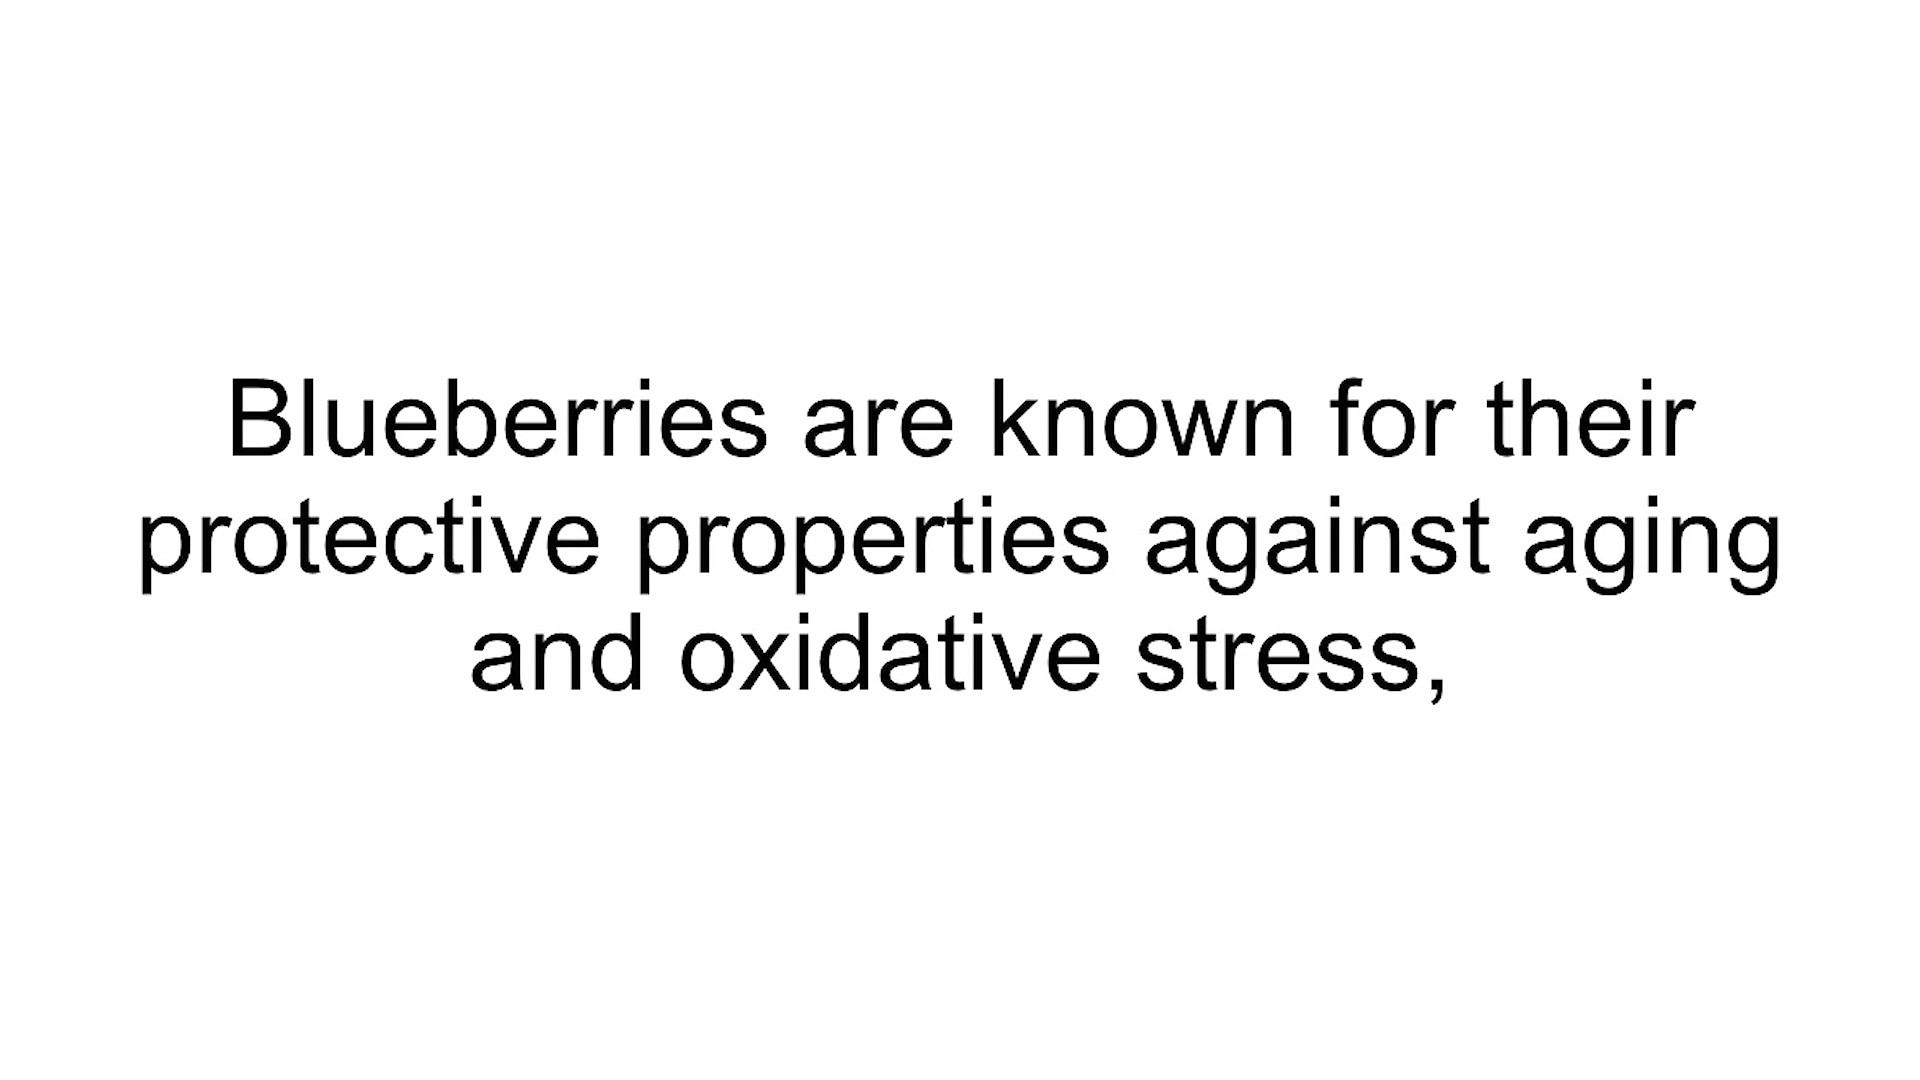 Blueberries are known for their
protective properties against aging
and oxidative stress,